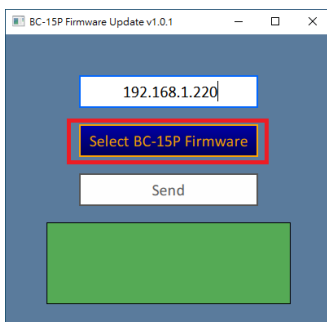 BC-15P Firmware Update v1.0.1
192.168.1.220
Select BC-15P Firmware
Send